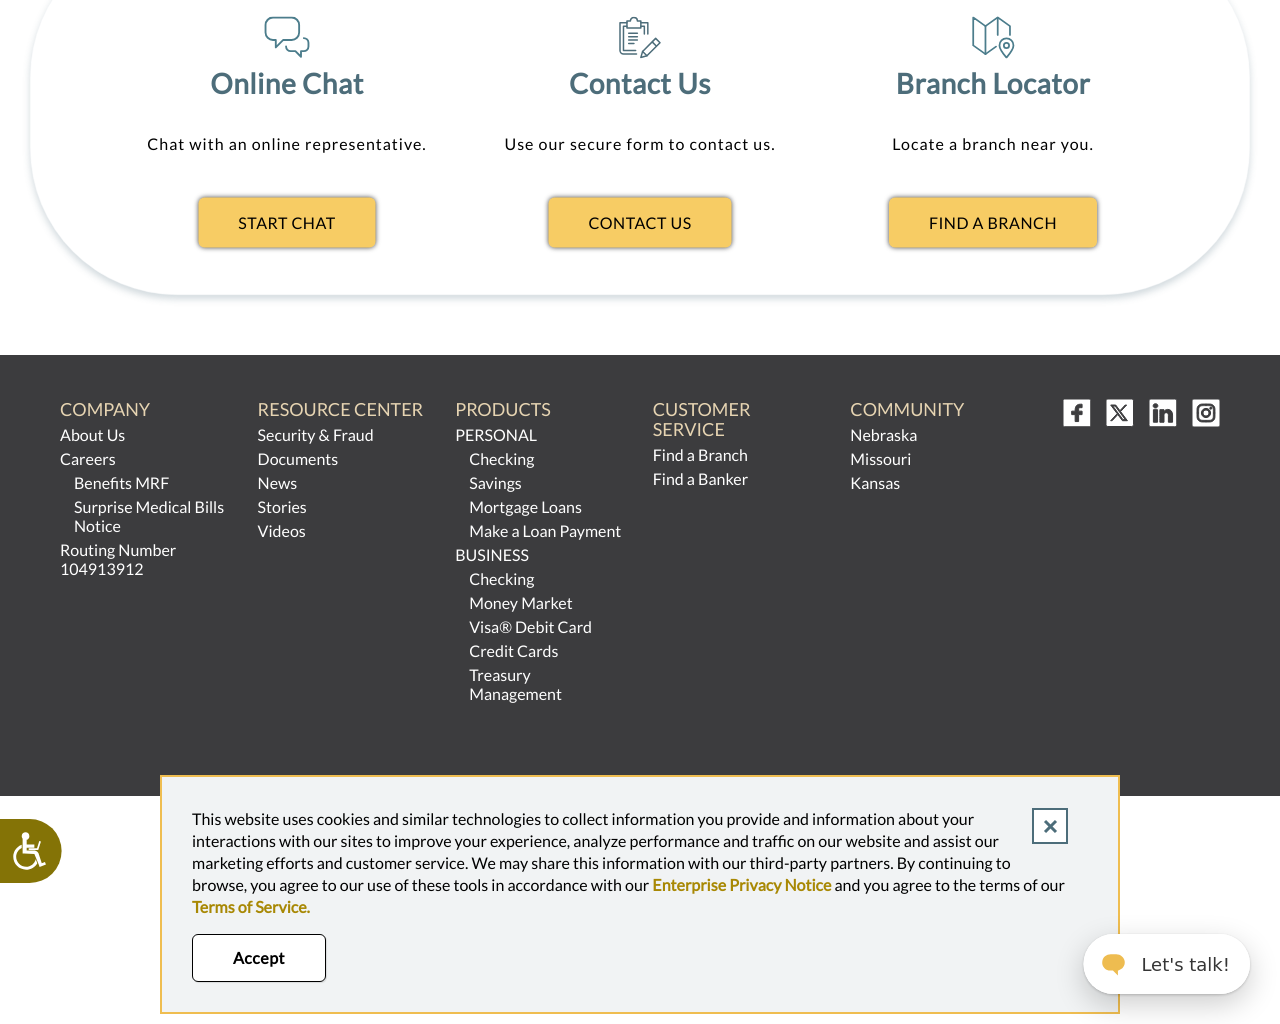 Online Chat
Chat with an online representative.
START CHAT
Contact Us
Use our secure form to contact us.
CONTACT US
Branch Locator
Locate a branch near you.
FIND A BRANCH
COMPANY
About Us
Careers
Benefits MRF
Surprise Medical Bills
Notice
Routing Number
104913912
RESOURCE CENTER
Security & Fraud
Documents
News
Stories
Videos
PRODUCTS
PERSONAL
Checking
Savings
Mortgage Loans
Make a Loan Payment
BUSINESS
Checking
Money Market
Visa® Debit Card
Credit Cards
Treasury
Management
CUSTOMER
SERVICE
Find a Branch
Find a Banker
COMMUNITY
Nebraska
Missouri
Kansas
This website uses cookies and similar technologies to collect information you provide and information about your
interactions with our sites to improve your experience, analyze performance and traffic on our website and assist our
marketing efforts and customer service. We may share this information with our third-party partners. By continuing to
browse, you agree to our use of these tools in accordance with our Enterprise Privacy Notice and you agree to the terms of our
Terms of Service.
Accept
Let's talk!